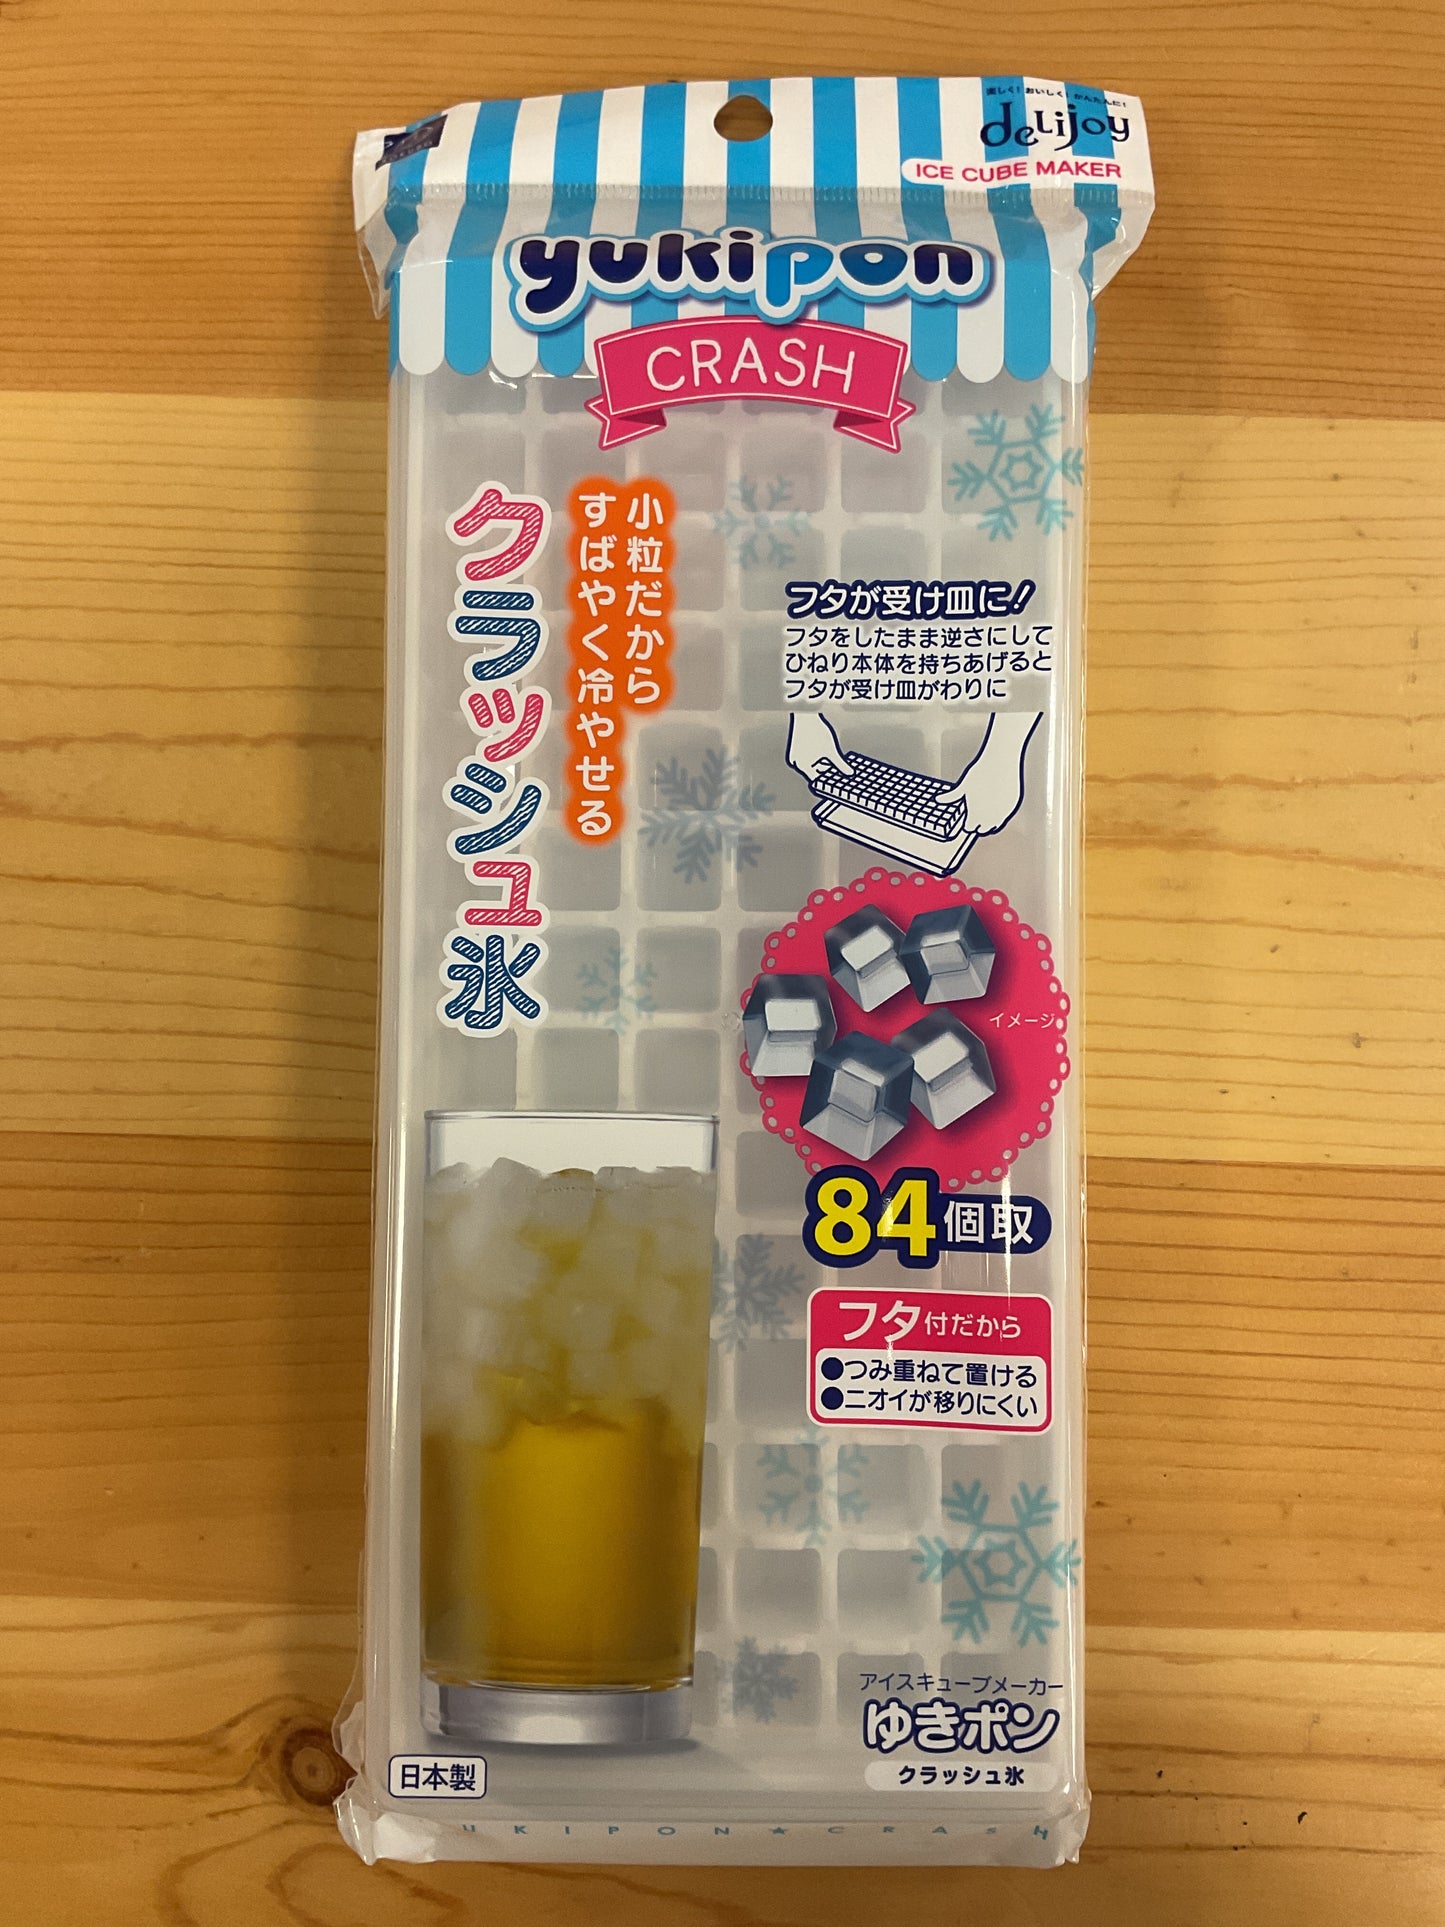 楽しく!おいしく!かんたんに!
deLijoy
ICE CUBE MAKER
yukipon
CRASH
クラッシュ氷
小粒だから
すばやく冷やせる
フタが受け皿に!
フタをしたまま逆さにして
ひねり本体を持ちあげると
フタが受け皿がわりに
イメージ
84個取
フタ付だから
●つみ重ねて置ける
●ニオイが移りにくい
アイスキューブメーカー
ゆきポン
クラッシュ氷
日本製
UKIPON★CRASH